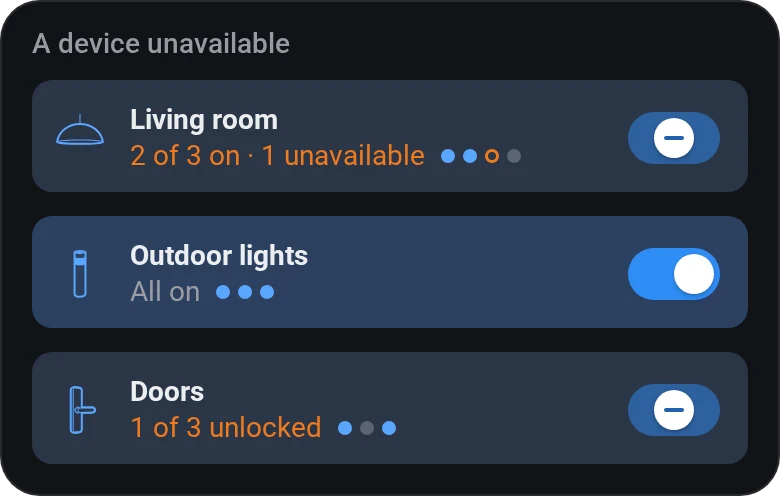 A device unavailable
Living room
2 of 3 on · 1 unavailable
Outdoor lights
All on
Doors
1 of 3 unlocked